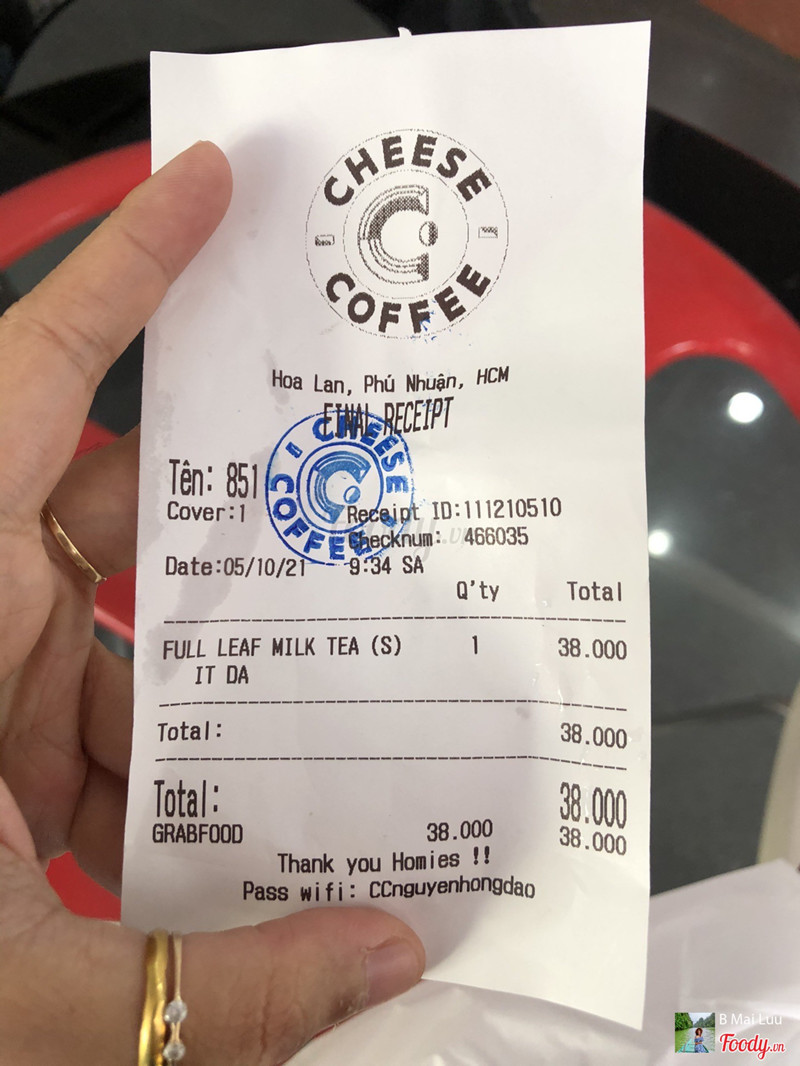 CHEESE
COFFEE
Hoa Lan, Phú Nhuận, HCM
FINAL RECEIPT
CHEESE
COFFEE
Tên: 851
Cover:1 Receipt ID:111210510
Checknum: 466035
Date:05/10/21 9:34 SA
Q'ty Total
FULL LEAF MILK TEA (S) 1 38.000
IT DA
Total: 38.000
Total: 38.000
GRABFOOD 38.000 38.000
Thank you Homies !!
Pass wifi: CCnguyenhongdao
Foody.vn
B Mai Luu
Foody.vn